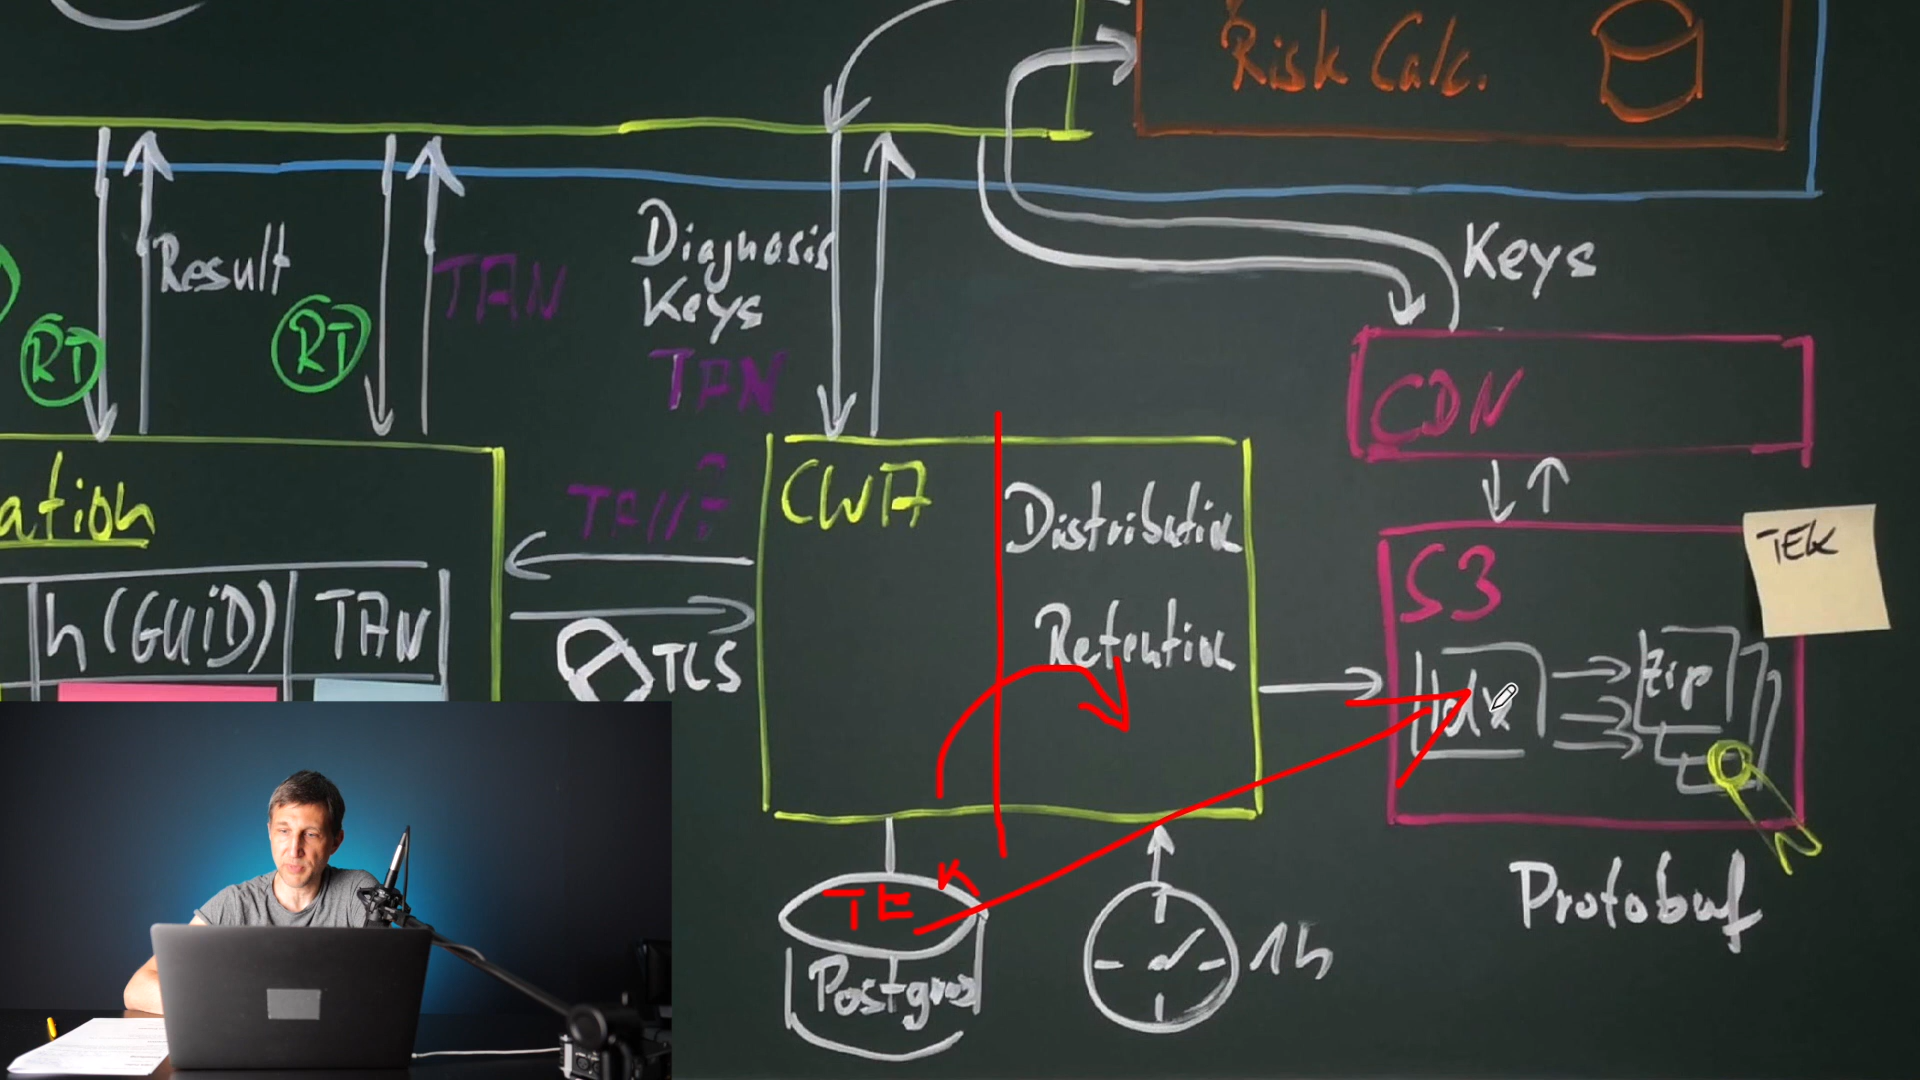 Risk Calc.
Result
RT
RT
TAN
Diagnosis
Keys
TAN
Keys
CDN
ation
h(GUID)
TAN
TLS
CWA
Distribution
Retention
S3
Idx
zip
TEK
TEK
Postgres
1h
Protobuf